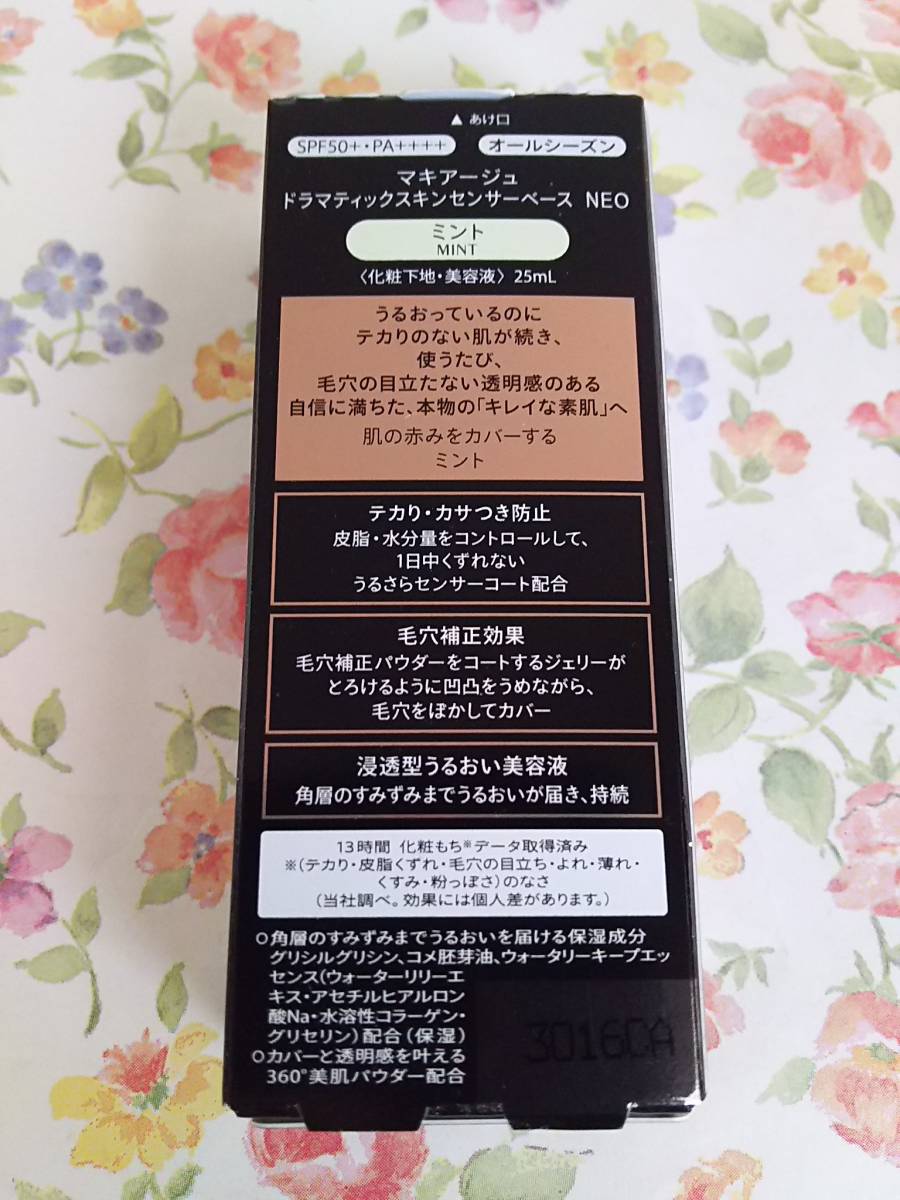 ▲ あけ口
SPF50+・PA++++ オールシーズン
マキアージュ
ドラマティックスキンセンサーベース NEO
ミント
MINT
〈化粧下地・美容液〉25mL
うるおっているのに
テカりのない肌が続き、
使うたび、
毛穴の目立たない透明感のある
自信に満ちた、本物の「キレイな素肌」へ
肌の赤みをカバーする
ミント
テカり・カサつき防止
皮脂・水分量をコントロールして、
1日中くずれない
うるさらセンサーコート配合
毛穴補正効果
毛穴補正パウダーをコートするジェリーが
とろけるように凹凸をうめながら、
毛穴をぼかしてカバー
浸透型うるおい美容液
角層のすみずみまでうるおいが届き、持続
13時間 化粧もち※データ取得済み
※(テカり・皮脂くずれ・毛穴の目立ち・よれ・薄れ・
くすみ・粉っぽさ)のなさ
(当社調べ。効果には個人差があります。)
○角層のすみずみまでうるおいを届ける保湿成分
グリシルグリシン、コメ胚芽油、ウォータリーキープエッ
センス(ウォーターリリーエ
キス・アセチルヒアルロン
酸Na・水溶性コラーゲン・
グリセリン)配合(保湿)
○カバーと透明感を叶える
360°美肌パウダー配合
3016CA